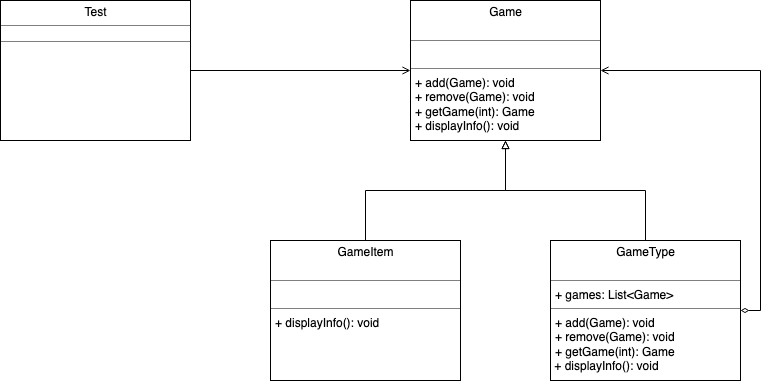 Test
Game
+ add(Game): void
+ remove(Game): void
+ getGame(int): Game
+ displayInfo(): void
GameItem
+ displayInfo(): void
GameType
+ games: List<Game>
+ add(Game): void
+ remove(Game): void
+ getGame(int): Game
+ displayInfo(): void